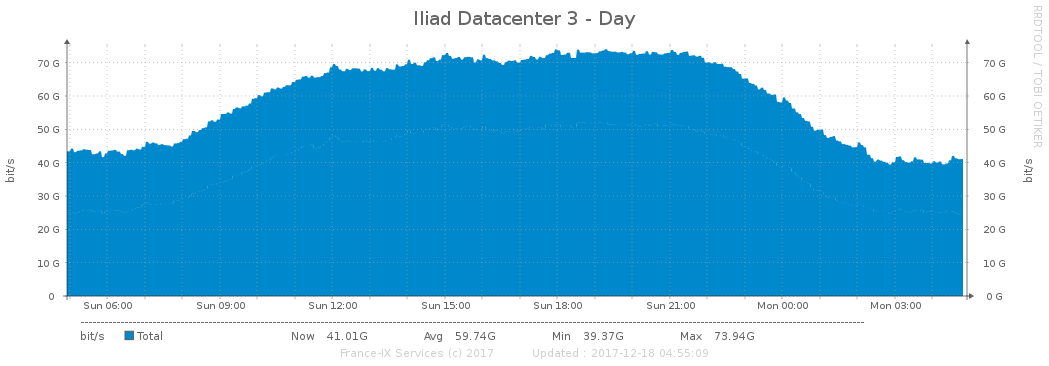 Iliad Datacenter 3 - Day
RRDTOOL / TOBI OETIKER
bit/s
70 G
60 G
50 G
40 G
30 G
20 G
10 G
0
70 G
60 G
50 G
40 G
30 G
20 G
10 G
0 G
bit/s
Sun 06:00 Sun 09:00 Sun 12:00 Sun 15:00 Sun 18:00 Sun 21:00 Mon 00:00 Mon 03:00
bit/s Total Now 41.01G Avg 59.74G Min 39.37G Max 73.94G
France-IX Services (c) 2017 Updated : 2017-12-18 04:55:09